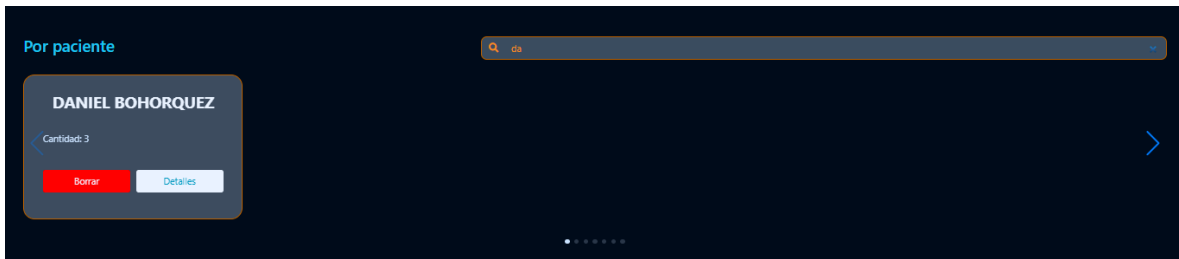 Por paciente
da
DANIEL BOHORQUEZ
Cantidad: 3
Borrar
Detalles